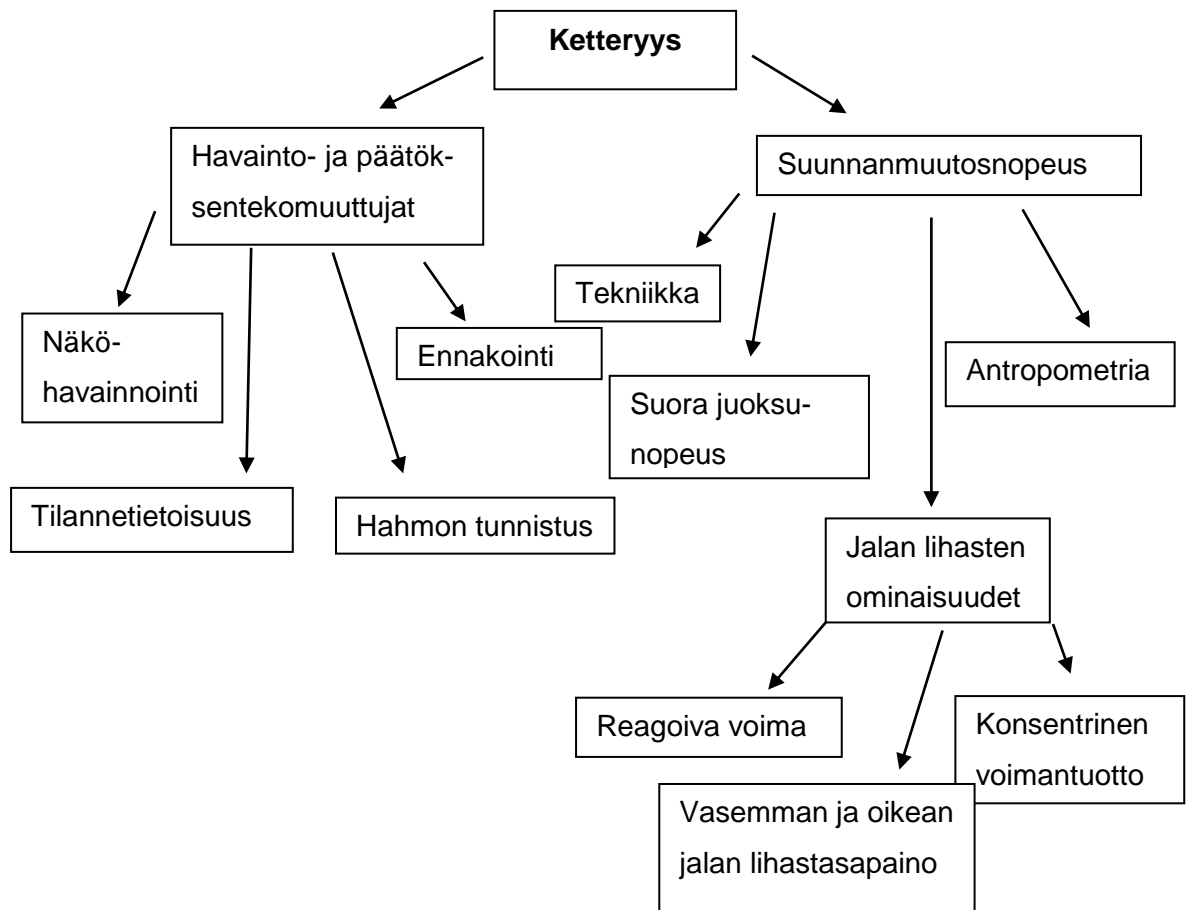 Ketteryys
Havainto- ja päätök-
sentekomuuttujat
Suunnanmuutosnopeus
Tekniikka
Näkö-
havainnointi
Ennakointi
Antropometria
Suora juoksu-
nopeus
Tilannetietoisuus
Hahmon tunnistus
Jalan lihasten
ominaisuudet
Reagoiva voima
Konsentrinen
voimantuotto
Vasemman ja oikean
jalan lihastasapaino